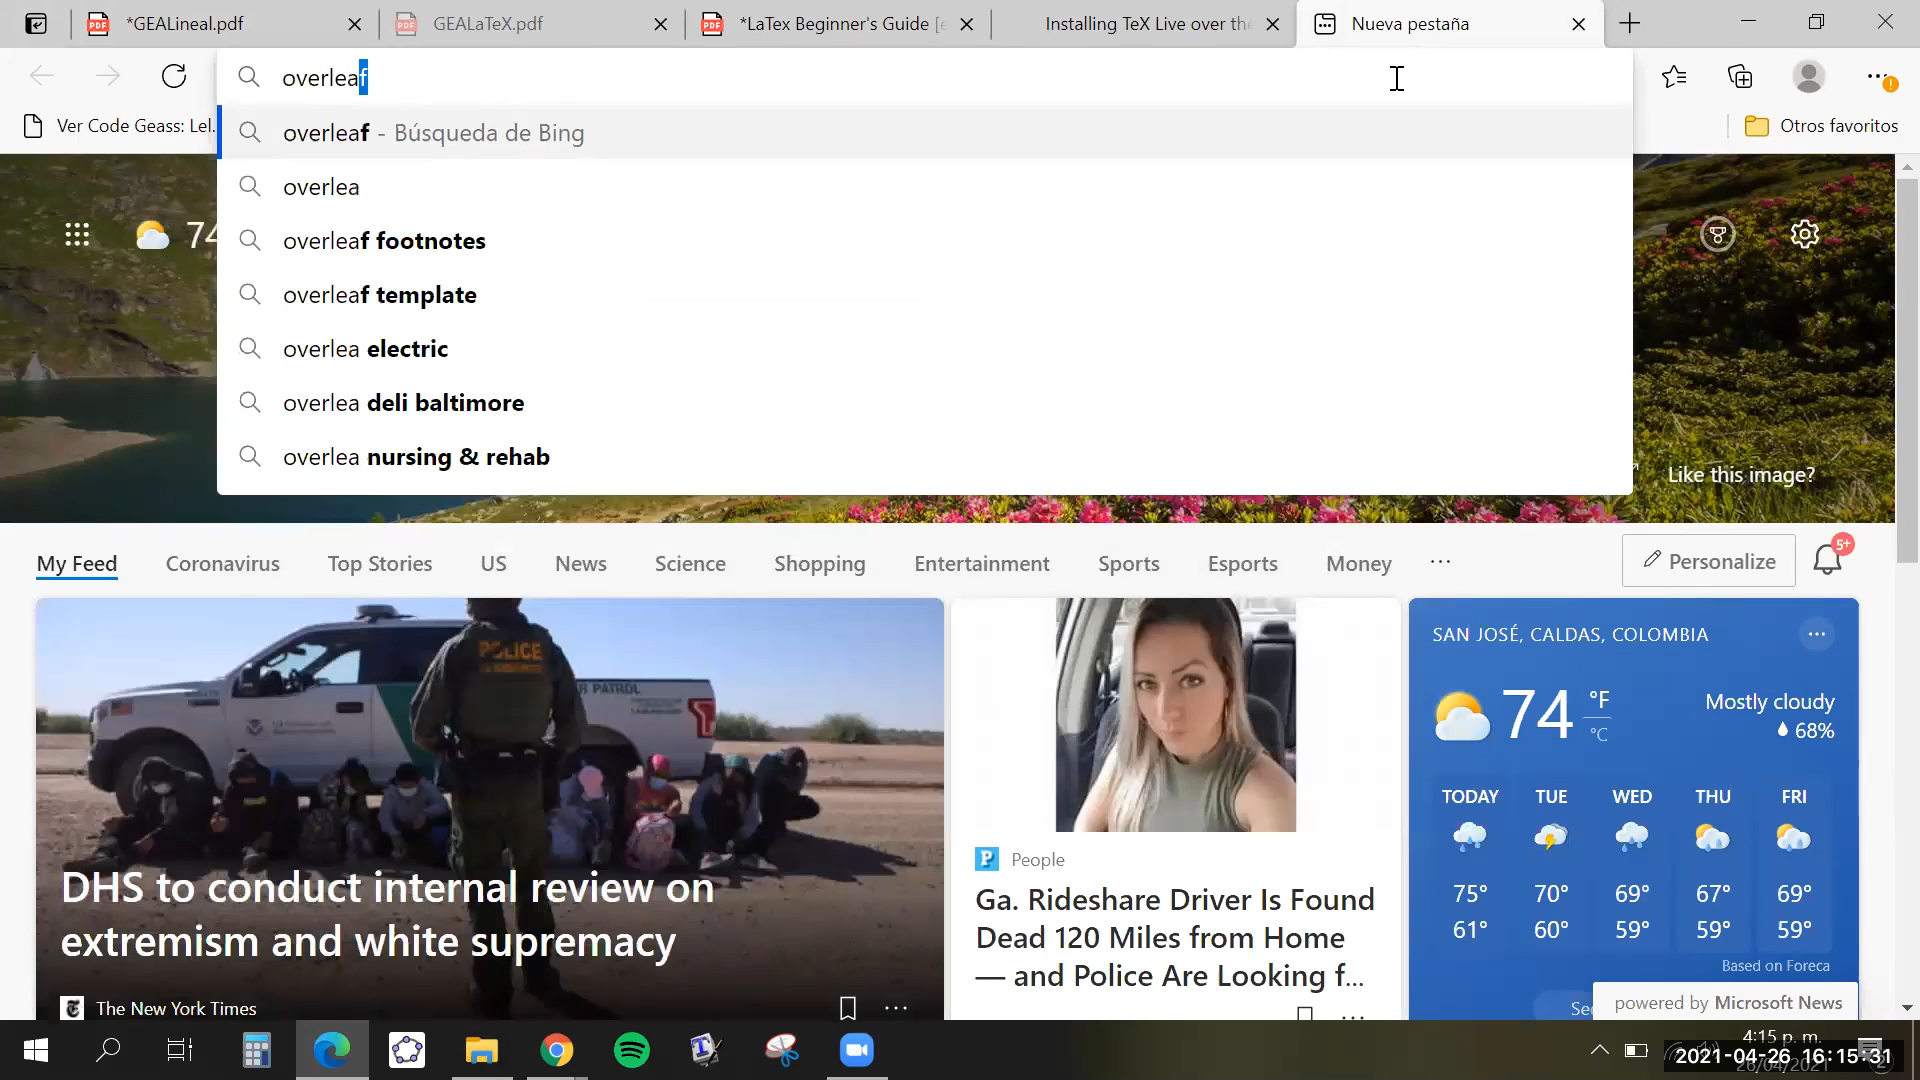 *GEALineal.pdf
GEALaTeX.pdf
*LaTex Beginner's Guide [e
Installing TeX Live over the
Nueva pestaña
overleaf
Ver Code Geass: Lel.
Otros favoritos
overleaf - Búsqueda de Bing
overlea
overleaf footnotes
overleaf template
overlea electric
overlea deli baltimore
overlea nursing & rehab
74
Like this image?
My Feed
Coronavirus
Top Stories
US
News
Science
Shopping
Entertainment
Sports
Esports
Money
Personalize
5+
POLICE
PATROL
DHS to conduct internal review on
extremism and white supremacy
The New York Times
People
Ga. Rideshare Driver Is Found
Dead 120 Miles from Home
— and Police Are Looking f...
SAN JOSÉ, CALDAS, COLOMBIA
74 °F
°C
Mostly cloudy
68%
TODAY TUE WED THU FRI
75° 70° 69° 67° 69°
61° 60° 59° 59° 59°
Based on Foreca
powered by Microsoft News
4:15 p. m.
2021-04-26 16:15:31